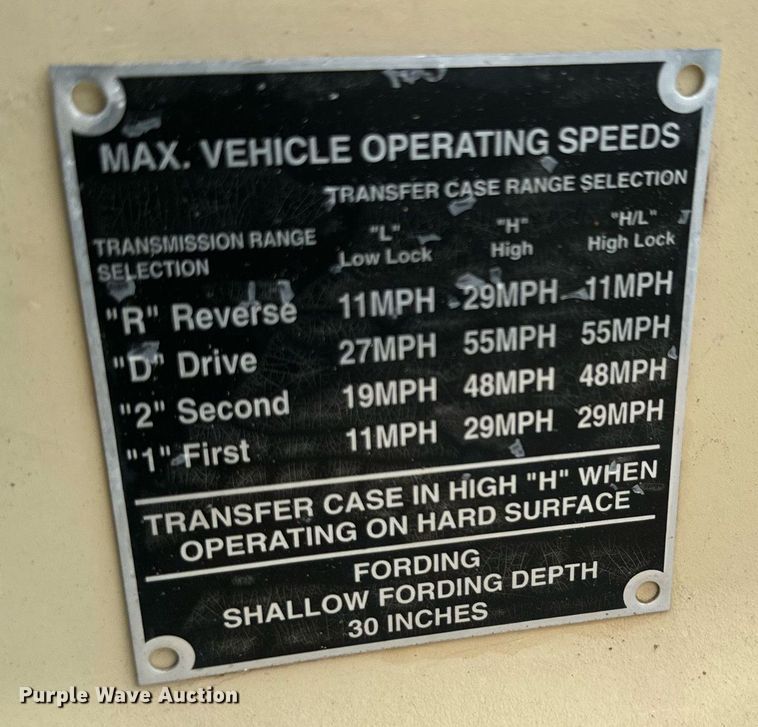 MAX. VEHICLE OPERATING SPEEDS
TRANSFER CASE RANGE SELECTION
TRANSMISSION RANGE SELECTION "L" Low Lock "H" High "H/L" High Lock
"R" Reverse 11MPH 29MPH 11MPH
"D" Drive 27MPH 55MPH 55MPH
"2" Second 19MPH 48MPH 48MPH
"1" First 11MPH 29MPH 29MPH
TRANSFER CASE IN HIGH "H" WHEN
OPERATING ON HARD SURFACE
FORDING
SHALLOW FORDING DEPTH
30 INCHES
Purple Wave Auction